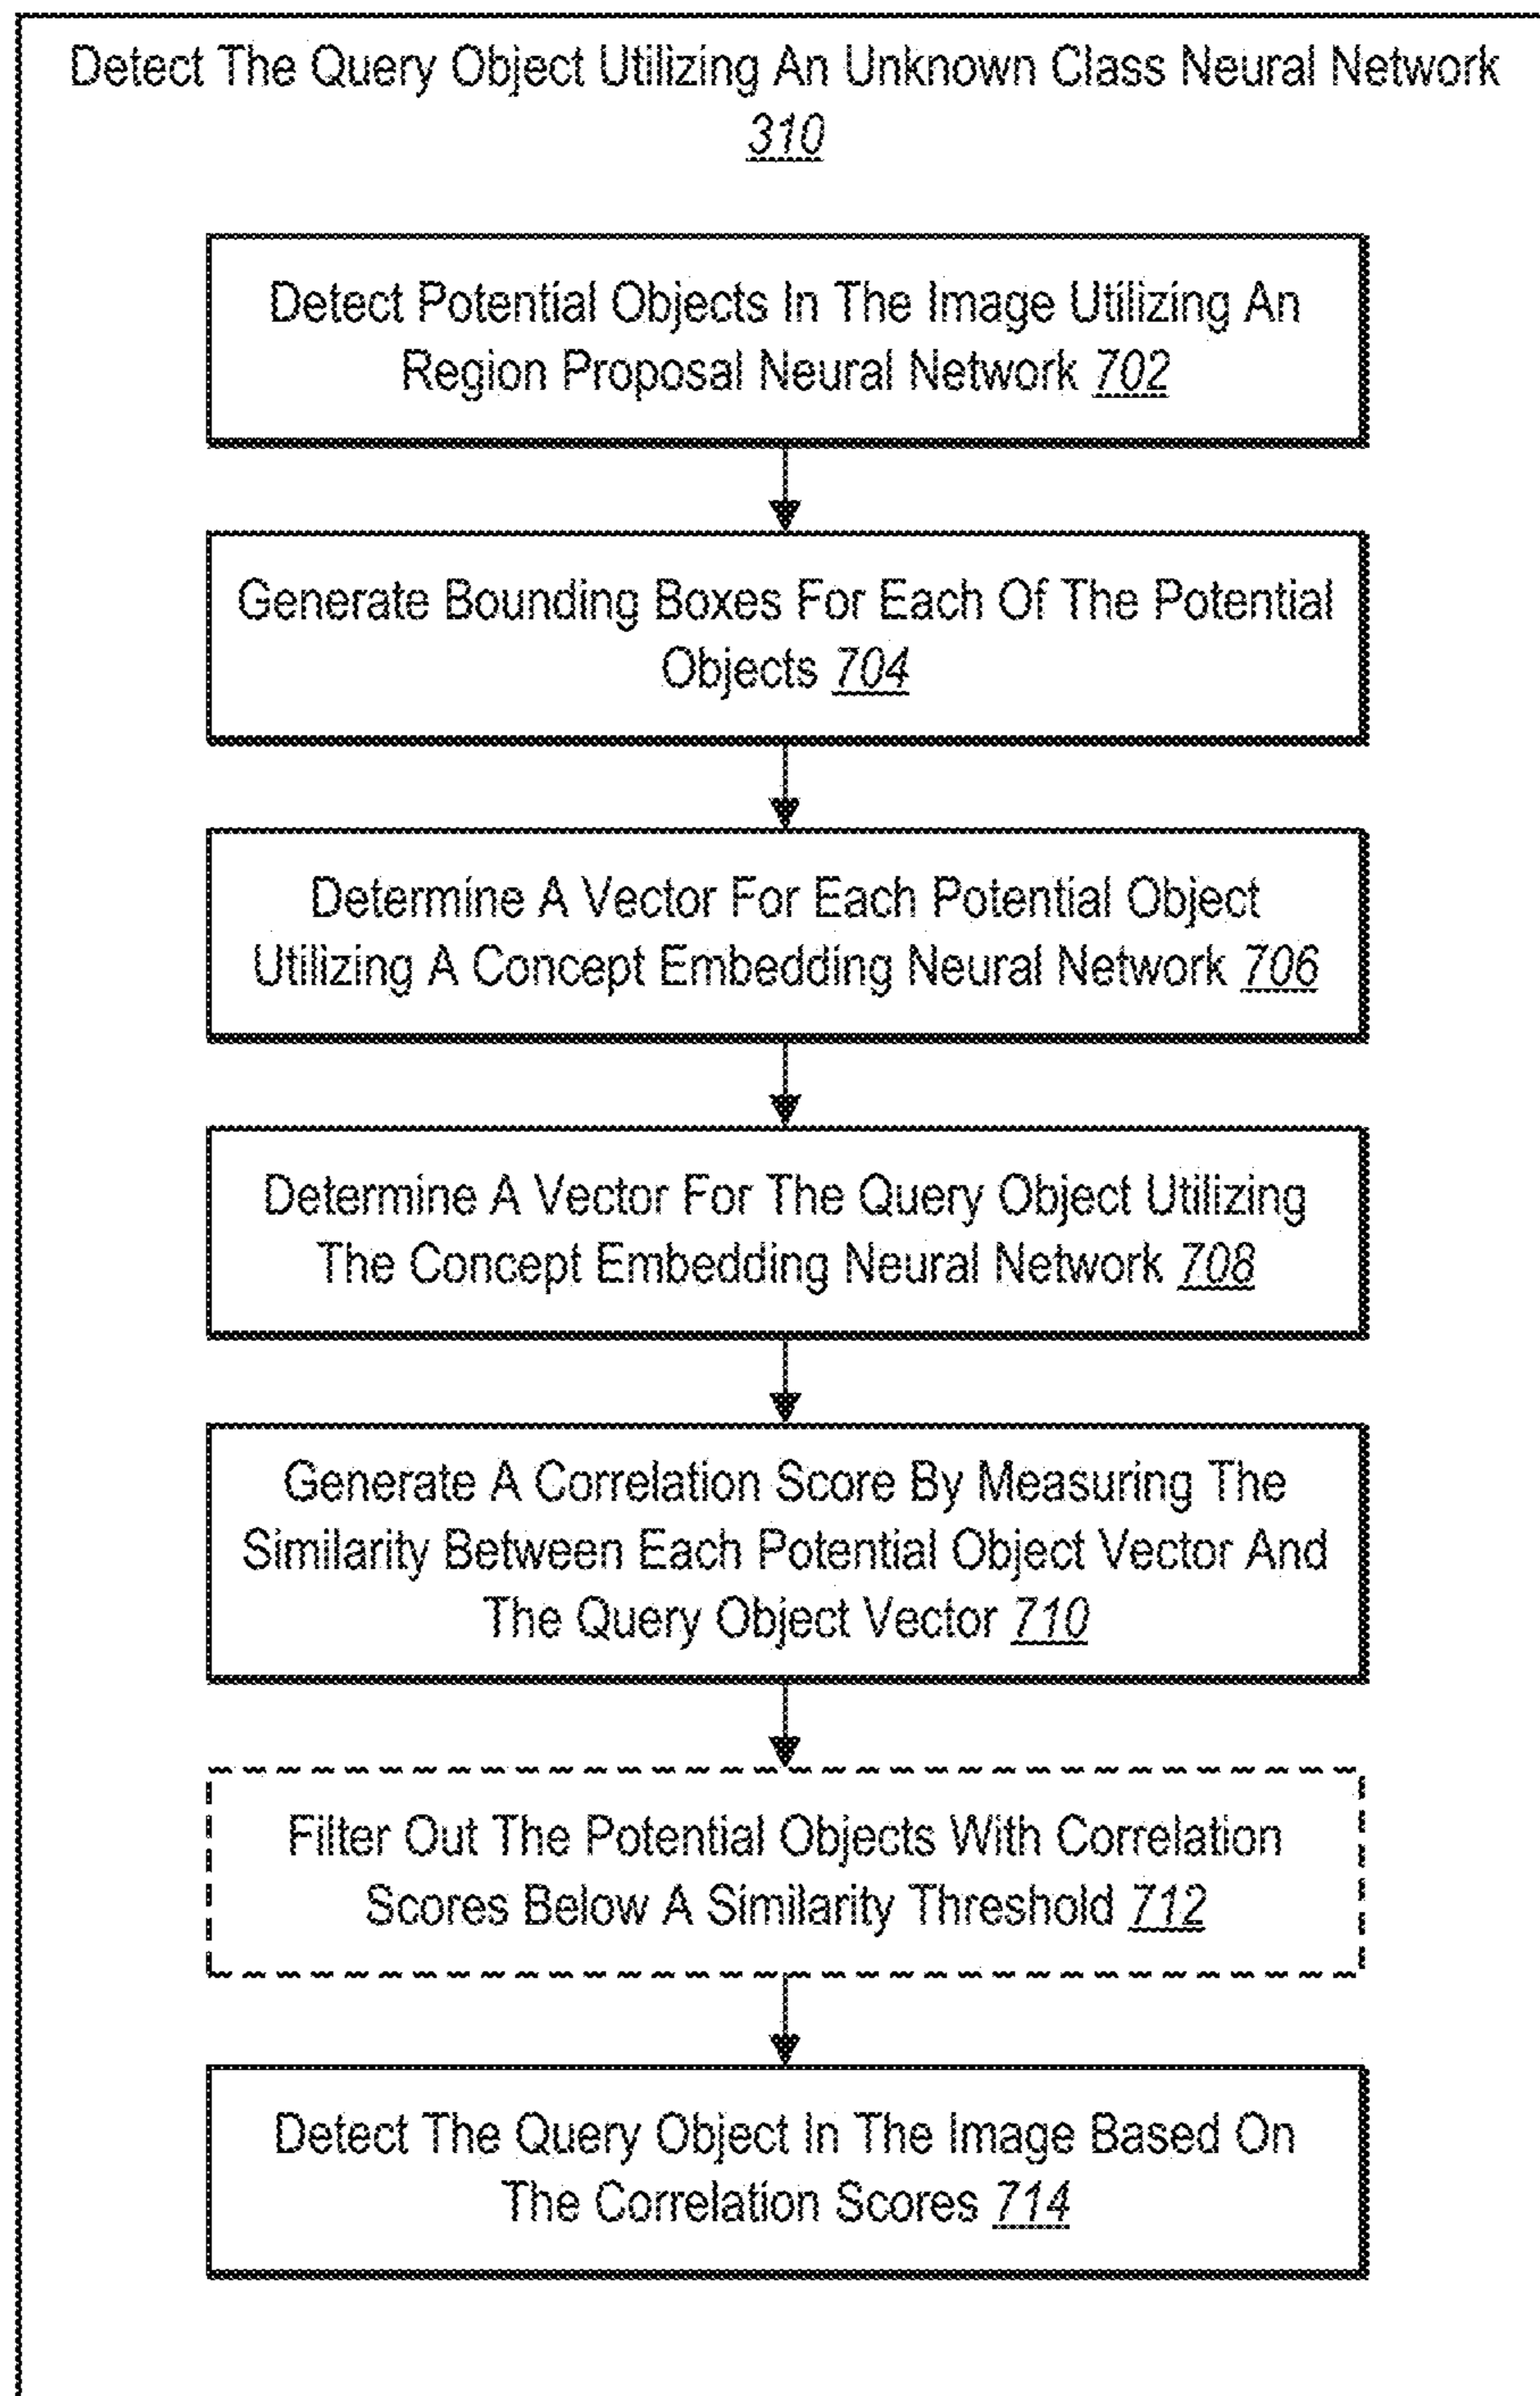 Detect The Query Object Utilizing An Unknown Class Neural Network
310
Detect Potential Objects In The Image Utilizing An
Region Proposal Neural Network 702
Generate Bounding Boxes For Each Of The Potential
Objects 704
Determine A Vector For Each Potential Object
Utilizing A Concept Embedding Neural Network 706
Determine A Vector For The Query Object Utilizing
The Concept Embedding Neural Network 708
Generate A Correlation Score By Measuring The
Similarity Between Each Potential Object Vector And
The Query Object Vector 710
Filter Out The Potential Objects With Correlation
Scores Below A Similarity Threshold 712
Detect The Query Object In The Image Based On
The Correlation Scores 714